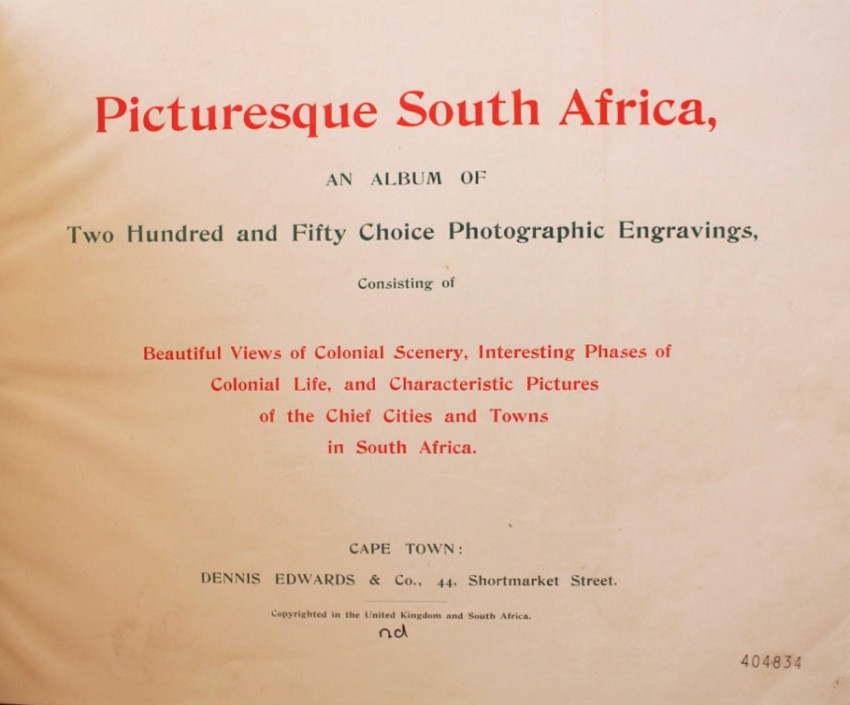 Picturesque South Africa,
AN ALBUM OF
Two Hundred and Fifty Choice Photographic Engravings,
Consisting of
Beautiful Views of Colonial Scenery, Interesting Phases of
Colonial Life, and Characteristic Pictures
of the Chief Cities and Towns
in South Africa.
CAPE TOWN:
DENNIS EDWARDS & Co., 44, Shortmarket Street.
Copyrighted in the United Kingdom and South Africa.
nd
404834